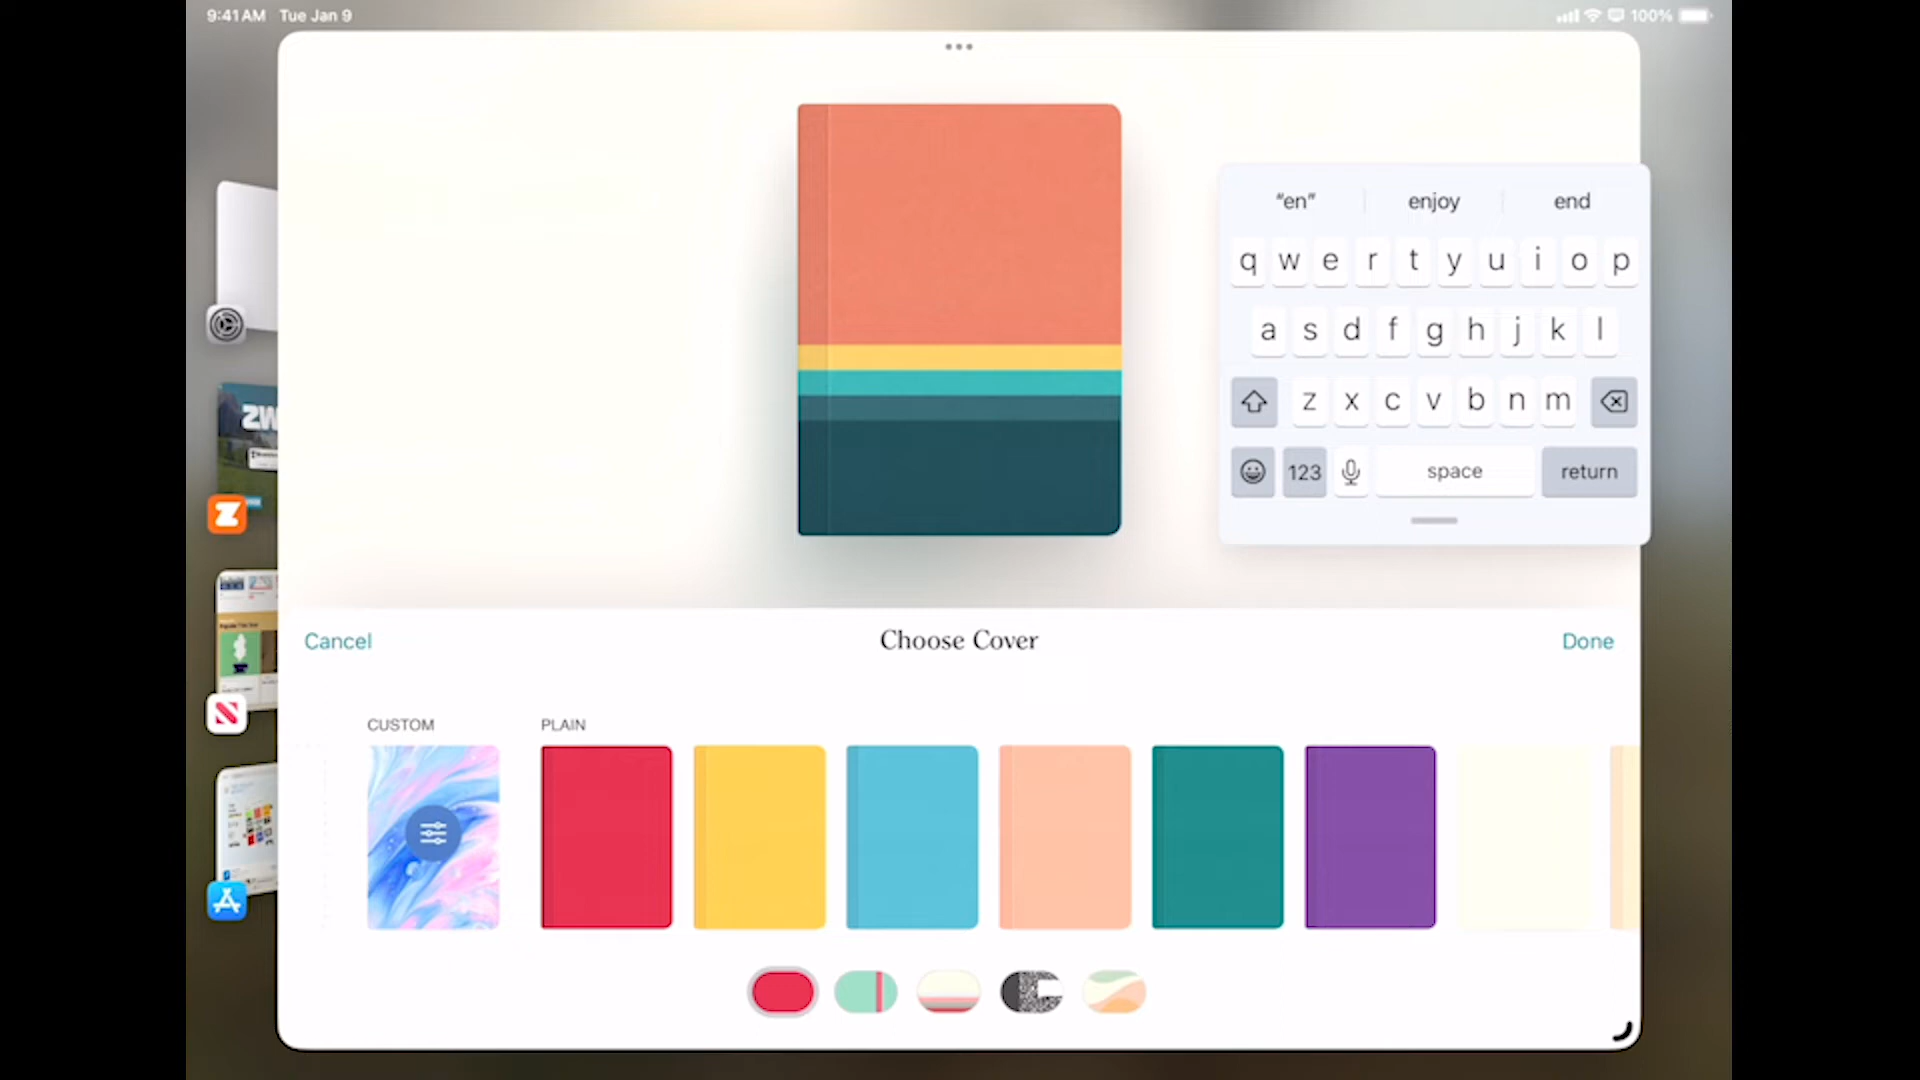 9:41 AM Tue Jan 9
100%
“en” enjoy end
q w e r t y u i o p
a s d f g h j k l
z x c v b n m
123 space return
Cancel Choose Cover Done
CUSTOM PLAIN
ZW